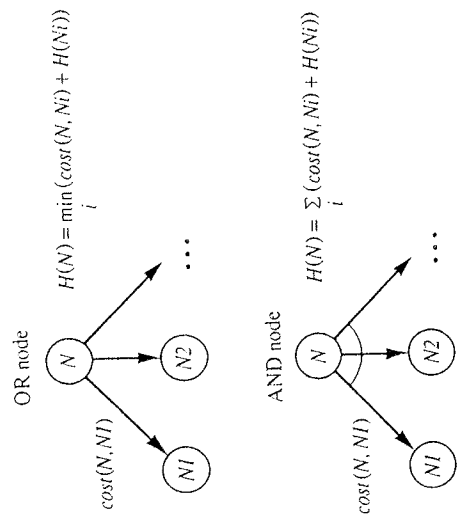 OR node
N
H(N) = min (cost(N, Ni) + H(Ni))
i
cost(N, N1)
N1
N2
...
AND node
N
H(N) = Σ (cost(N, Ni) + H(Ni))
i
cost(N, N1)
N1
N2
...